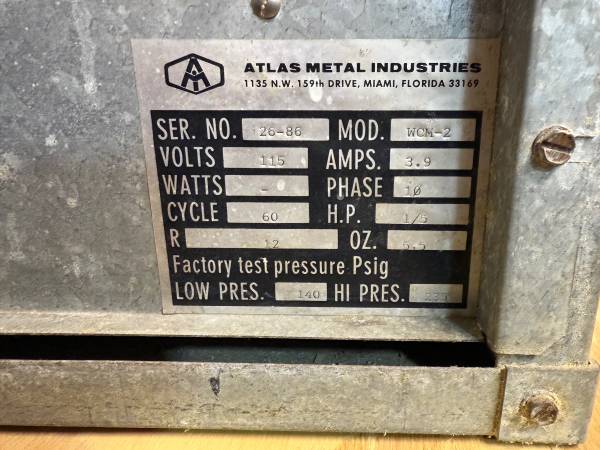 ATLAS METAL INDUSTRIES
1135 N.W. 159th DRIVE, MIAMI, FLORIDA 33169
SER. NO. 26-86 MOD. WCM-2
VOLTS 115 AMPS. 3.9
WATTS - PHASE 1Ø
CYCLE 60 H.P. 1/5
R 12 OZ. 5.5
Factory test pressure Psig
LOW PRES. 140 HI PRES.